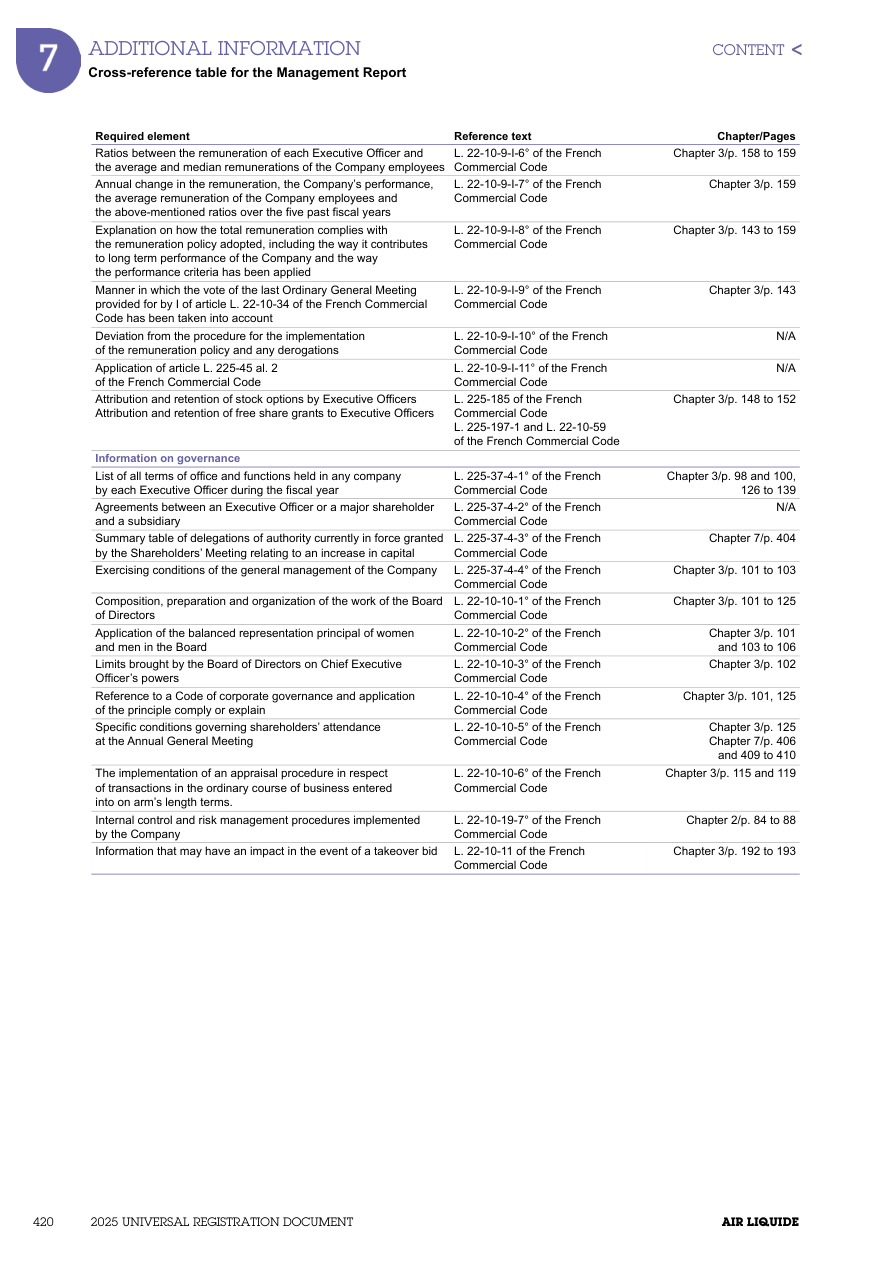 7
ADDITIONAL INFORMATION
CONTENT <
Cross-reference table for the Management Report
Required element Reference text Chapter/Pages
Ratios between the remuneration of each Executive Officer and L. 22-10-9-I-6° of the French Chapter 3/p. 158 to 159
the average and median remunerations of the Company employees Commercial Code
Annual change in the remuneration, the Company’s performance, L. 22-10-9-I-7° of the French Chapter 3/p. 159
the average remuneration of the Company employees and Commercial Code
the above-mentioned ratios over the five past fiscal years
Explanation on how the total remuneration complies with L. 22-10-9-I-8° of the French Chapter 3/p. 143 to 159
the remuneration policy adopted, including the way it contributes Commercial Code
to long term performance of the Company and the way
the performance criteria has been applied
Manner in which the vote of the last Ordinary General Meeting L. 22-10-9-I-9° of the French Chapter 3/p. 143
provided for by I of article L. 22-10-34 of the French Commercial Commercial Code
Code has been taken into account
Deviation from the procedure for the implementation L. 22-10-9-I-10° of the French N/A
of the remuneration policy and any derogations Commercial Code
Application of article L. 225-45 al. 2 L. 22-10-9-I-11° of the French N/A
of the French Commercial Code Commercial Code
Attribution and retention of stock options by Executive Officers L. 225-185 of the French Chapter 3/p. 148 to 152
Attribution and retention of free share grants to Executive Officers Commercial Code
L. 225-197-1 and L. 22-10-59
of the French Commercial Code
Information on governance
List of all terms of office and functions held in any company L. 225-37-4-1° of the French Chapter 3/p. 98 and 100,
by each Executive Officer during the fiscal year Commercial Code 126 to 139
Agreements between an Executive Officer or a major shareholder L. 225-37-4-2° of the French N/A
and a subsidiary Commercial Code
Summary table of delegations of authority currently in force granted L. 225-37-4-3° of the French Chapter 7/p. 404
by the Shareholders’ Meeting relating to an increase in capital Commercial Code
Exercising conditions of the general management of the Company L. 225-37-4-4° of the French Chapter 3/p. 101 to 103
Commercial Code
Composition, preparation and organization of the work of the Board L. 22-10-10-1° of the French Chapter 3/p. 101 to 125
of Directors Commercial Code
Application of the balanced representation principal of women L. 22-10-10-2° of the French Chapter 3/p. 101
and men in the Board Commercial Code and 103 to 106
Limits brought by the Board of Directors on Chief Executive L. 22-10-10-3° of the French Chapter 3/p. 102
Officer’s powers Commercial Code
Reference to a Code of corporate governance and application L. 22-10-10-4° of the French Chapter 3/p. 101, 125
of the principle comply or explain Commercial Code
Specific conditions governing shareholders’ attendance L. 22-10-10-5° of the French Chapter 3/p. 125
at the Annual General Meeting Commercial Code Chapter 7/p. 406
and 409 to 410
The implementation of an appraisal procedure in respect L. 22-10-10-6° of the French Chapter 3/p. 115 and 119
of transactions in the ordinary course of business entered Commercial Code
into on arm’s length terms.
Internal control and risk management procedures implemented L. 22-10-19-7° of the French Chapter 2/p. 84 to 88
by the Company Commercial Code
Information that may have an impact in the event of a takeover bid L. 22-10-11 of the French Chapter 3/p. 192 to 193
Commercial Code
420 2025 UNIVERSAL REGISTRATION DOCUMENT AIR LIQUIDE